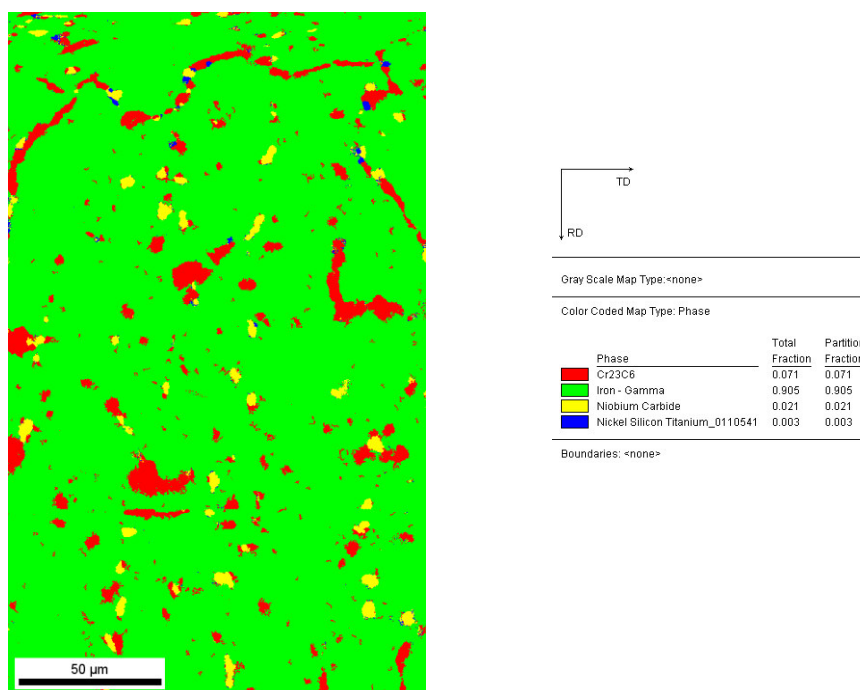 50 µm
TD
RD
Gray Scale Map Type:<none>
Color Coded Map Type: Phase
Total Partition
Phase Fraction Fraction
Cr23C6 0.071 0.071
Iron - Gamma 0.905 0.905
Niobium Carbide 0.021 0.021
Nickel Silicon Titanium_0110541 0.003 0.003
Boundaries: <none>